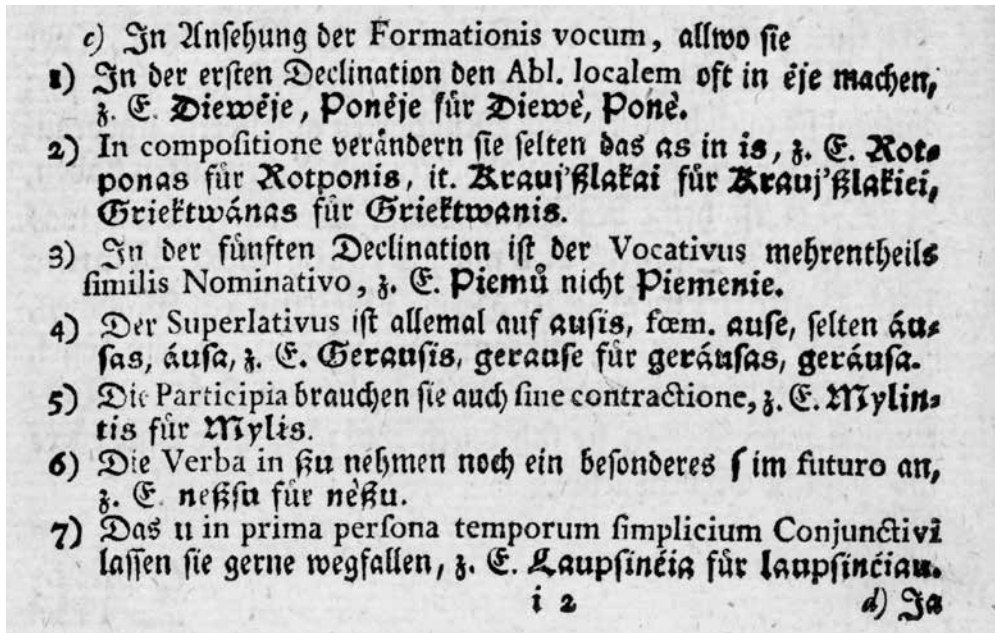 c) In Anſehung der Formationis vocum, allwo ſie
1) In der erſten Declination den Abl. localem oft in ėje machen,
z. E. Diewėje, Ponėje für Diewė, Ponė.
2) In compoſitione verändern ſie ſelten das as in is, z. E. Rot⸗
ponas für Rotponis, it. Krauj'ßlakai für Krauj'ßlakiei,
Griektwánas für Griektwanis.
3) In der fünften Declination iſt der Vocativus mehrentheils
ſimilis Nominativo, z. E. Piemů nicht Piemenie.
4) Der Superlativus iſt allemal auf auſis, fœm. auſe, ſelten áu⸗
ſas, áuſa, z. E. Gerauſis, gerauſe für geráuſas, geráuſa.
5) Die Participia brauchen ſie auch ſine contractione, z. E. Mylin⸗
tis für Mylis.
6) Die Verba in ßu nehmen noch ein beſonderes ſ im futuro an,
z. E. neßſu für nėßu.
7) Das u in prima perſona temporum ſimplicium Conjunctivi
laſſen ſie gerne wegfallen, z. E. Laupſinćia für laupſinćiau.
i 2
d) In